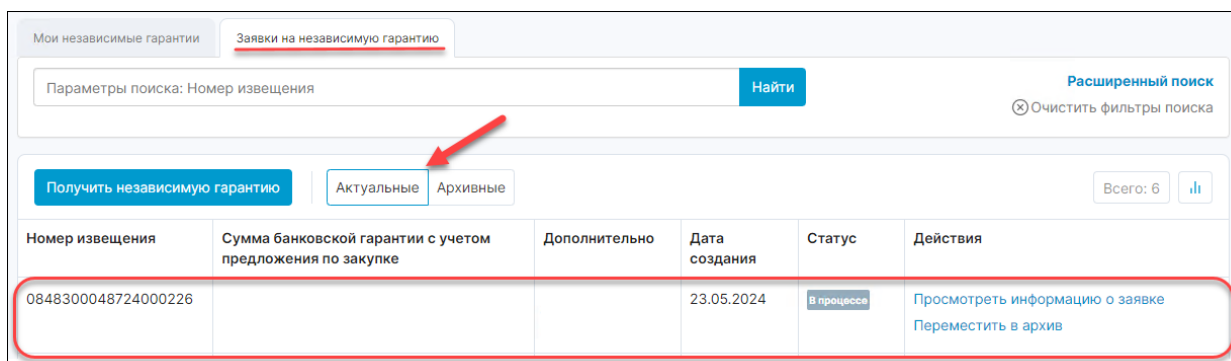 Мои независимые гарантии Заявки на независимую гарантию
Параметры поиска: Номер извещения Найти Расширенный поиск
Очистить фильтры поиска
Получить независимую гарантию Актуальные Архивные Всего: 6
Номер извещения Сумма банковской гарантии с учетом Дополнительно Дата Статус Действия
предложения по закупке создания
0848300048724000226 23.05.2024 В процессе Просмотреть информацию о заявке
Переместить в архив